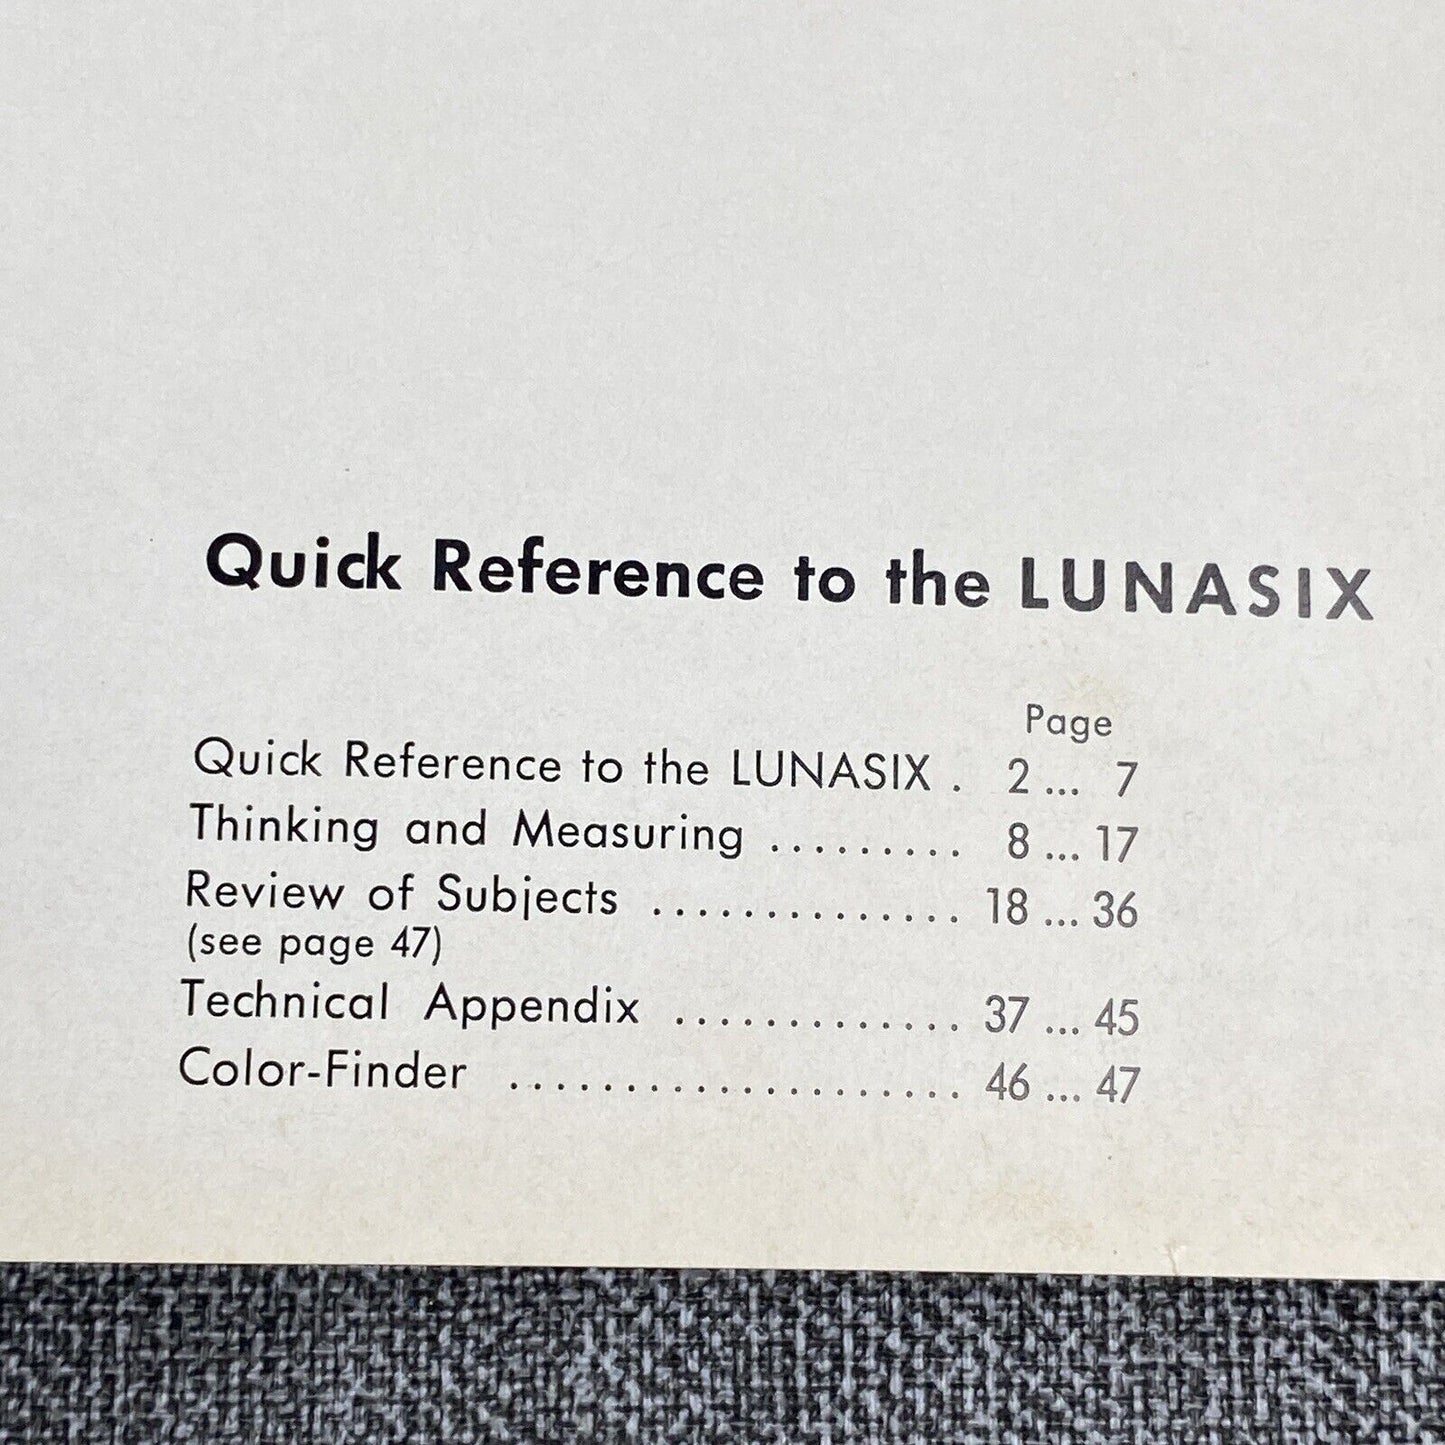 Quick Reference to the LUNASIX
Page
Quick Reference to the LUNASIX . 2 ... 7
Thinking and Measuring ......... 8 ... 17
Review of Subjects .............. 18 ... 36
(see page 47)
Technical Appendix ............. 37 ... 45
Color-Finder .................... 46 ... 47